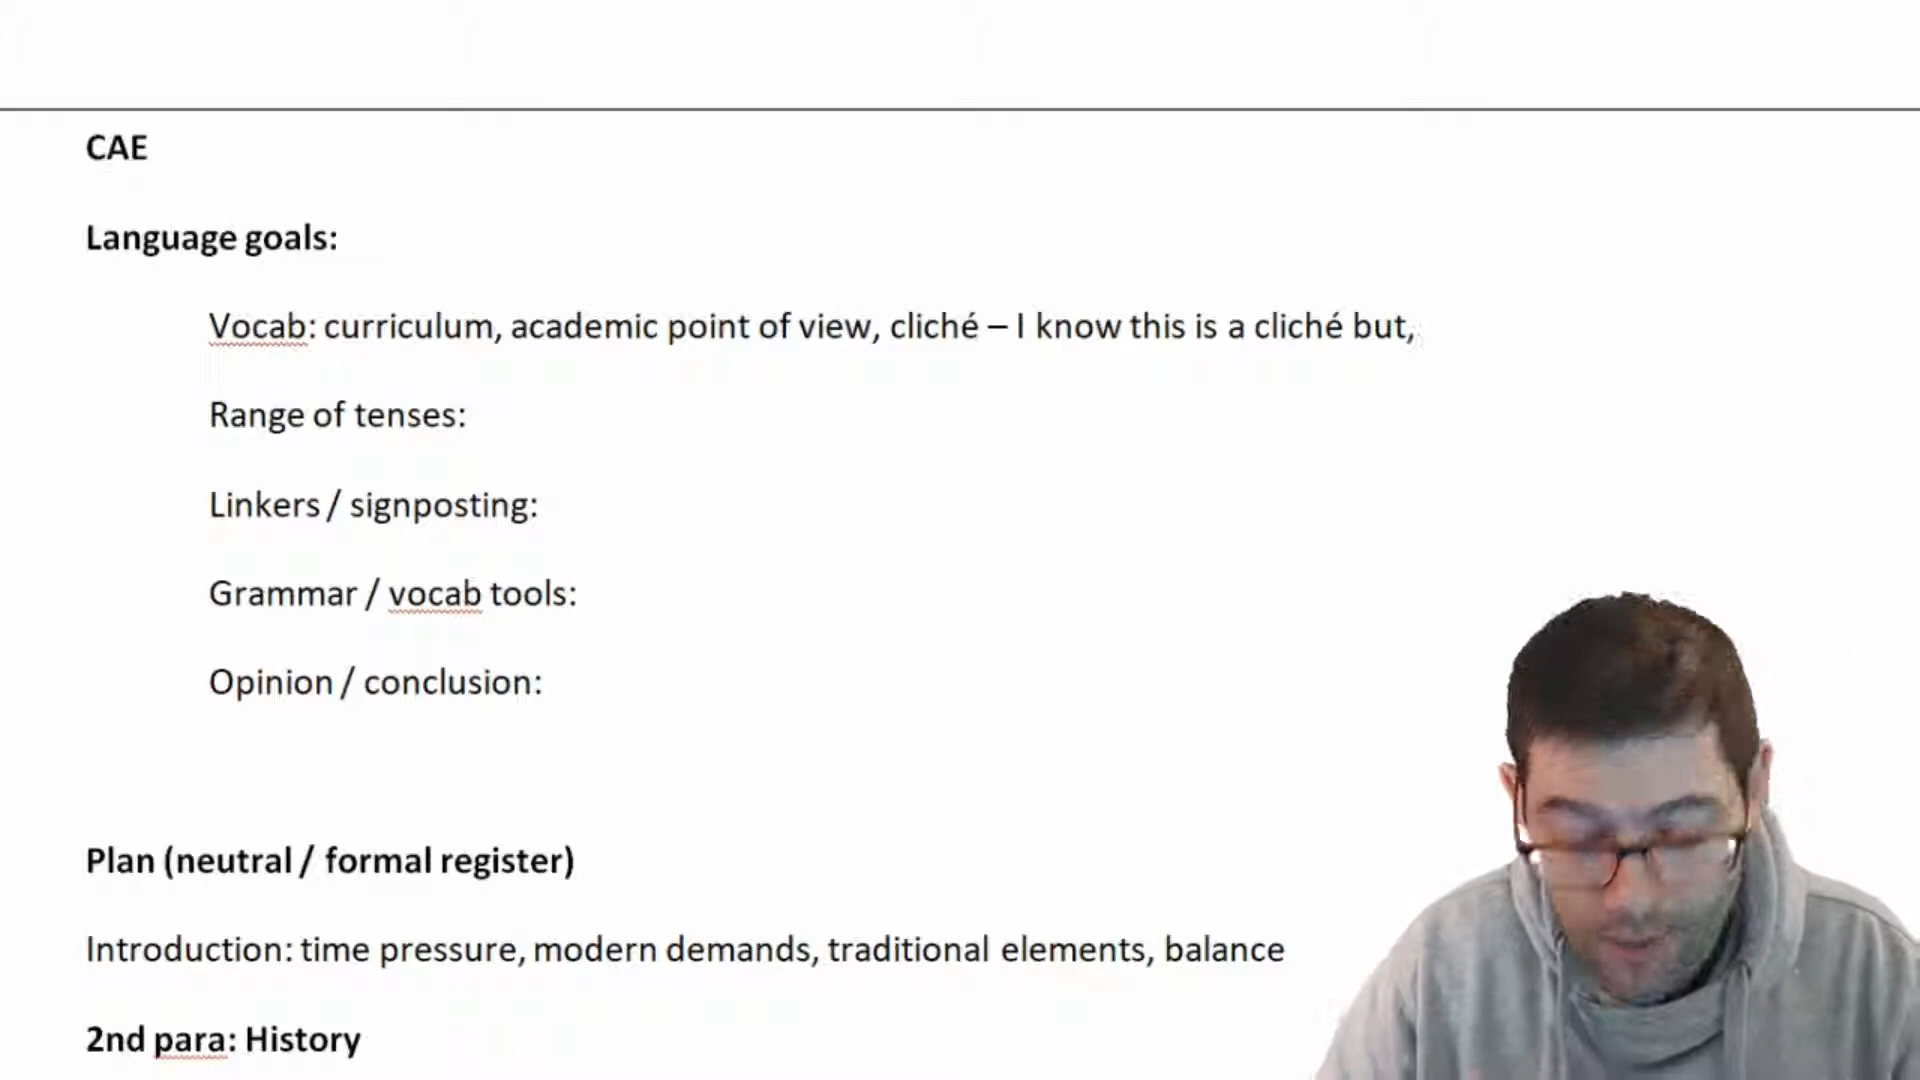 CAE
Language goals:
Vocab: curriculum, academic point of view, cliché – I know this is a cliché but,
Range of tenses:
Linkers / signposting:
Grammar / vocab tools:
Opinion / conclusion:
Plan (neutral / formal register)
Introduction: time pressure, modern demands, traditional elements, balance
2nd para: History